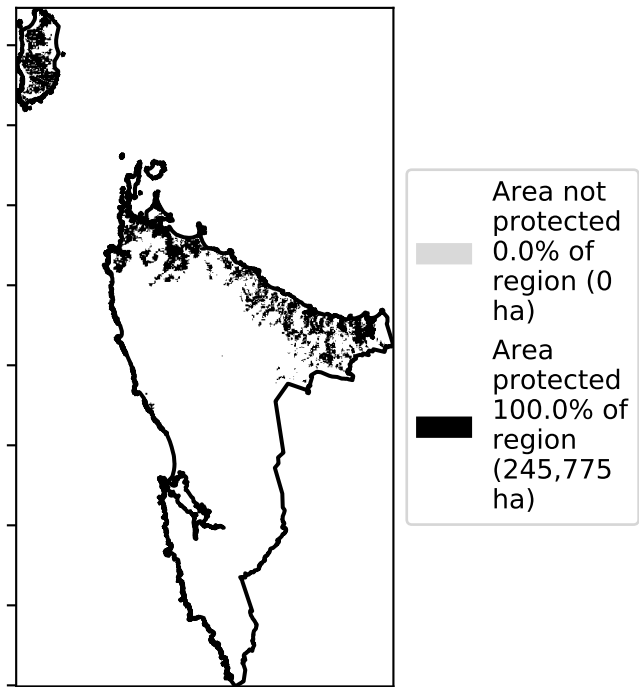 Area not
protected
0.0% of
region (0
ha)
Area
protected
100.0% of
region
(245,775
ha)